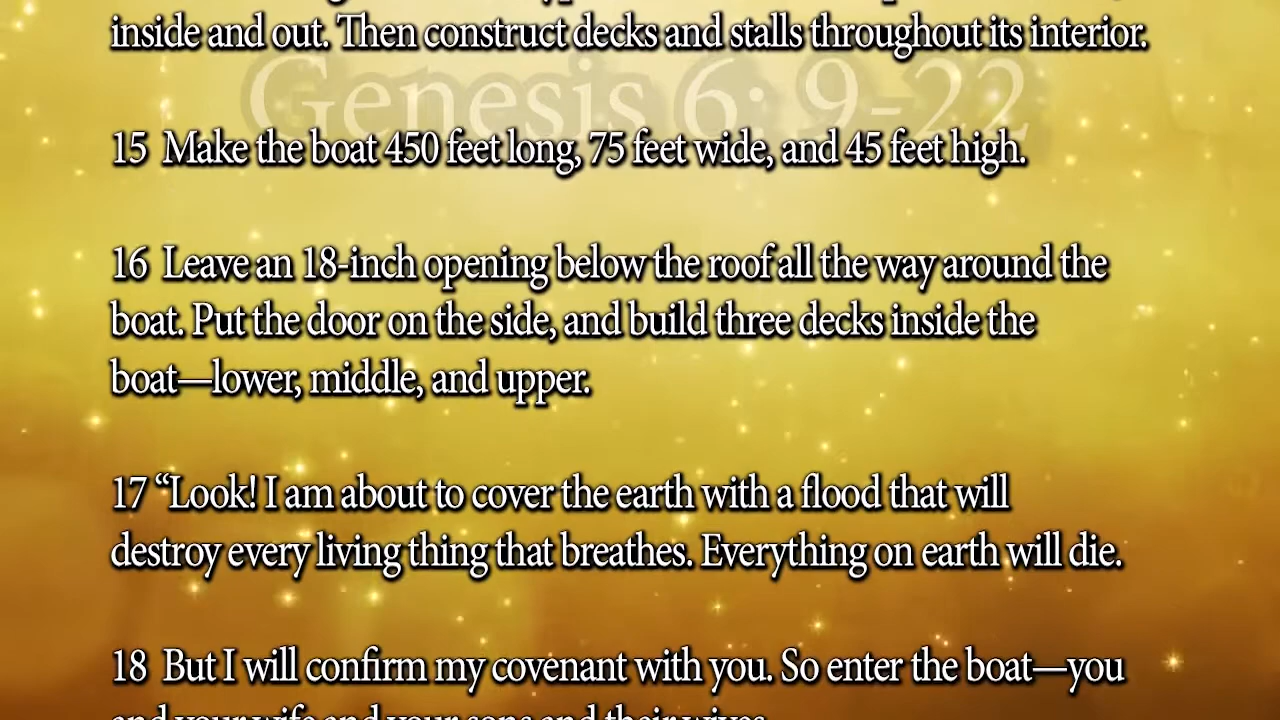 inside and out. Then construct decks and stalls throughout its interior.
Genesis 6: 9-22
15 Make the boat 450 feet long, 75 feet wide, and 45 feet high.
16 Leave an 18-inch opening below the roof all the way around the
boat. Put the door on the side, and build three decks inside the
boat—lower, middle, and upper.
17 “Look! I am about to cover the earth with a flood that will
destroy every living thing that breathes. Everything on earth will die.
18 But I will confirm my covenant with you. So enter the boat—you
and your wife and your sons and their wives.